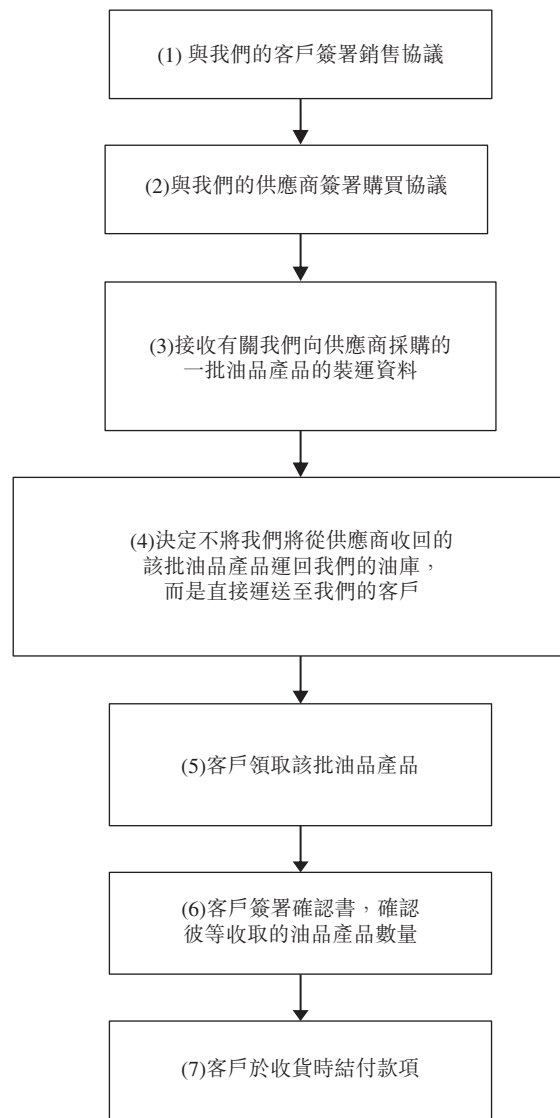 (1) 與我們的客戶簽署銷售協議
(2)與我們的供應商簽署購買協議
(3)接收有關我們向供應商採購的
一批油品產品的裝運資料
(4)決定不將我們將從供應商收回的
該批油品產品運回我們的油庫，
而是直接運送至我們的客戶
(5)客戶領取該批油品產品
(6)客戶簽署確認書，確認
彼等收取的油品產品數量
(7)客戶於收貨時結付款項